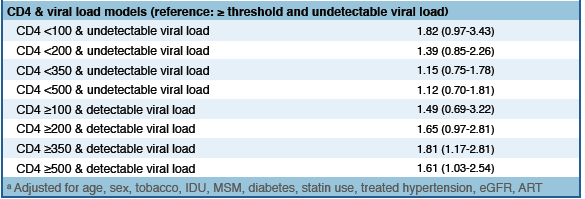 CD4 & viral load models (reference: ≥ threshold and undetectable viral load)
CD4 <100 & undetectable viral load 1.82 (0.97-3.43)
CD4 <200 & undetectable viral load 1.39 (0.85-2.26)
CD4 <350 & undetectable viral load 1.15 (0.75-1.78)
CD4 <500 & undetectable viral load 1.12 (0.70-1.81)
CD4 ≥100 & detectable viral load 1.49 (0.69-3.22)
CD4 ≥200 & detectable viral load 1.65 (0.97-2.81)
CD4 ≥350 & detectable viral load 1.81 (1.17-2.81)
CD4 ≥500 & detectable viral load 1.61 (1.03-2.54)
ª Adjusted for age, sex, tobacco, IDU, MSM, diabetes, statin use, treated hypertension, eGFR, ART